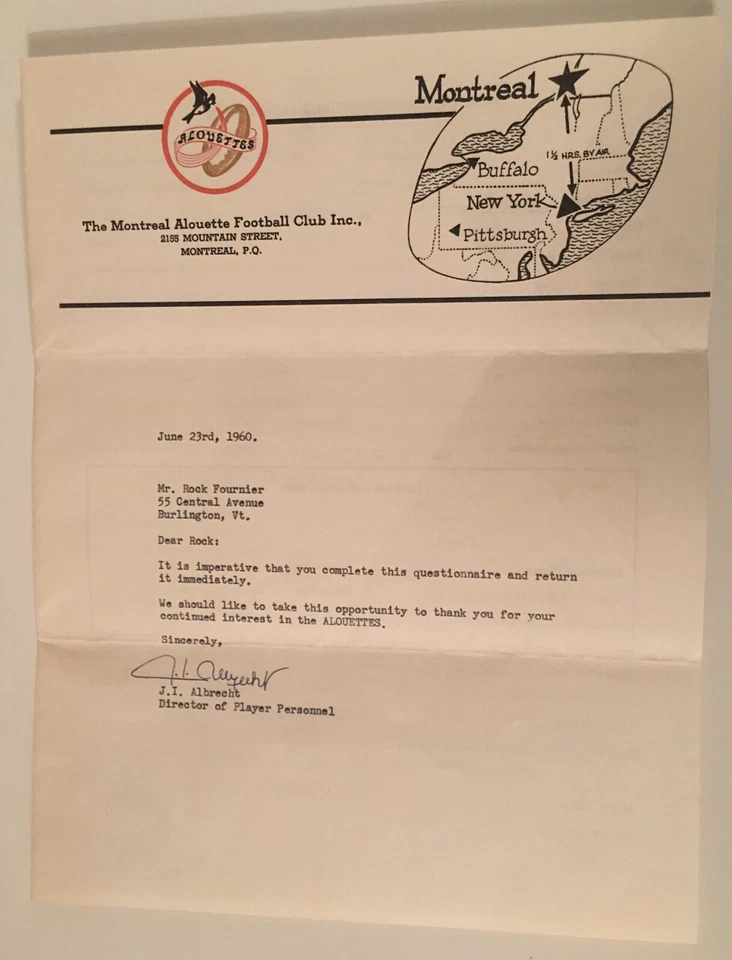 ALOUETTES
The Montreal Alouette Football Club Inc.,
2155 MOUNTAIN STREET,
MONTREAL, P.Q.
Montreal
1½ HRS. BY AIR
Buffalo
New York
Pittsburgh
June 23rd, 1960.
Mr. Rock Fournier
55 Central Avenue
Burlington, Vt.
Dear Rock:
It is imperative that you complete this questionnaire and return
it immediately.
We should like to take this opportunity to thank you for your
continued interest in the ALOUETTES.
Sincerely,
J.I. Albrecht
J.I. Albrecht
Director of Player Personnel